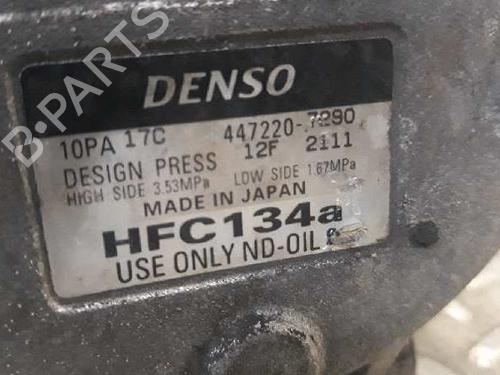 B-PARTS
DENSO
10PA 17C 447220-7290
DESIGN PRESS 12F 2111
HIGH SIDE 3.53MPa LOW SIDE 1.67MPa
MADE IN JAPAN
HFC134a
USE ONLY ND-OIL